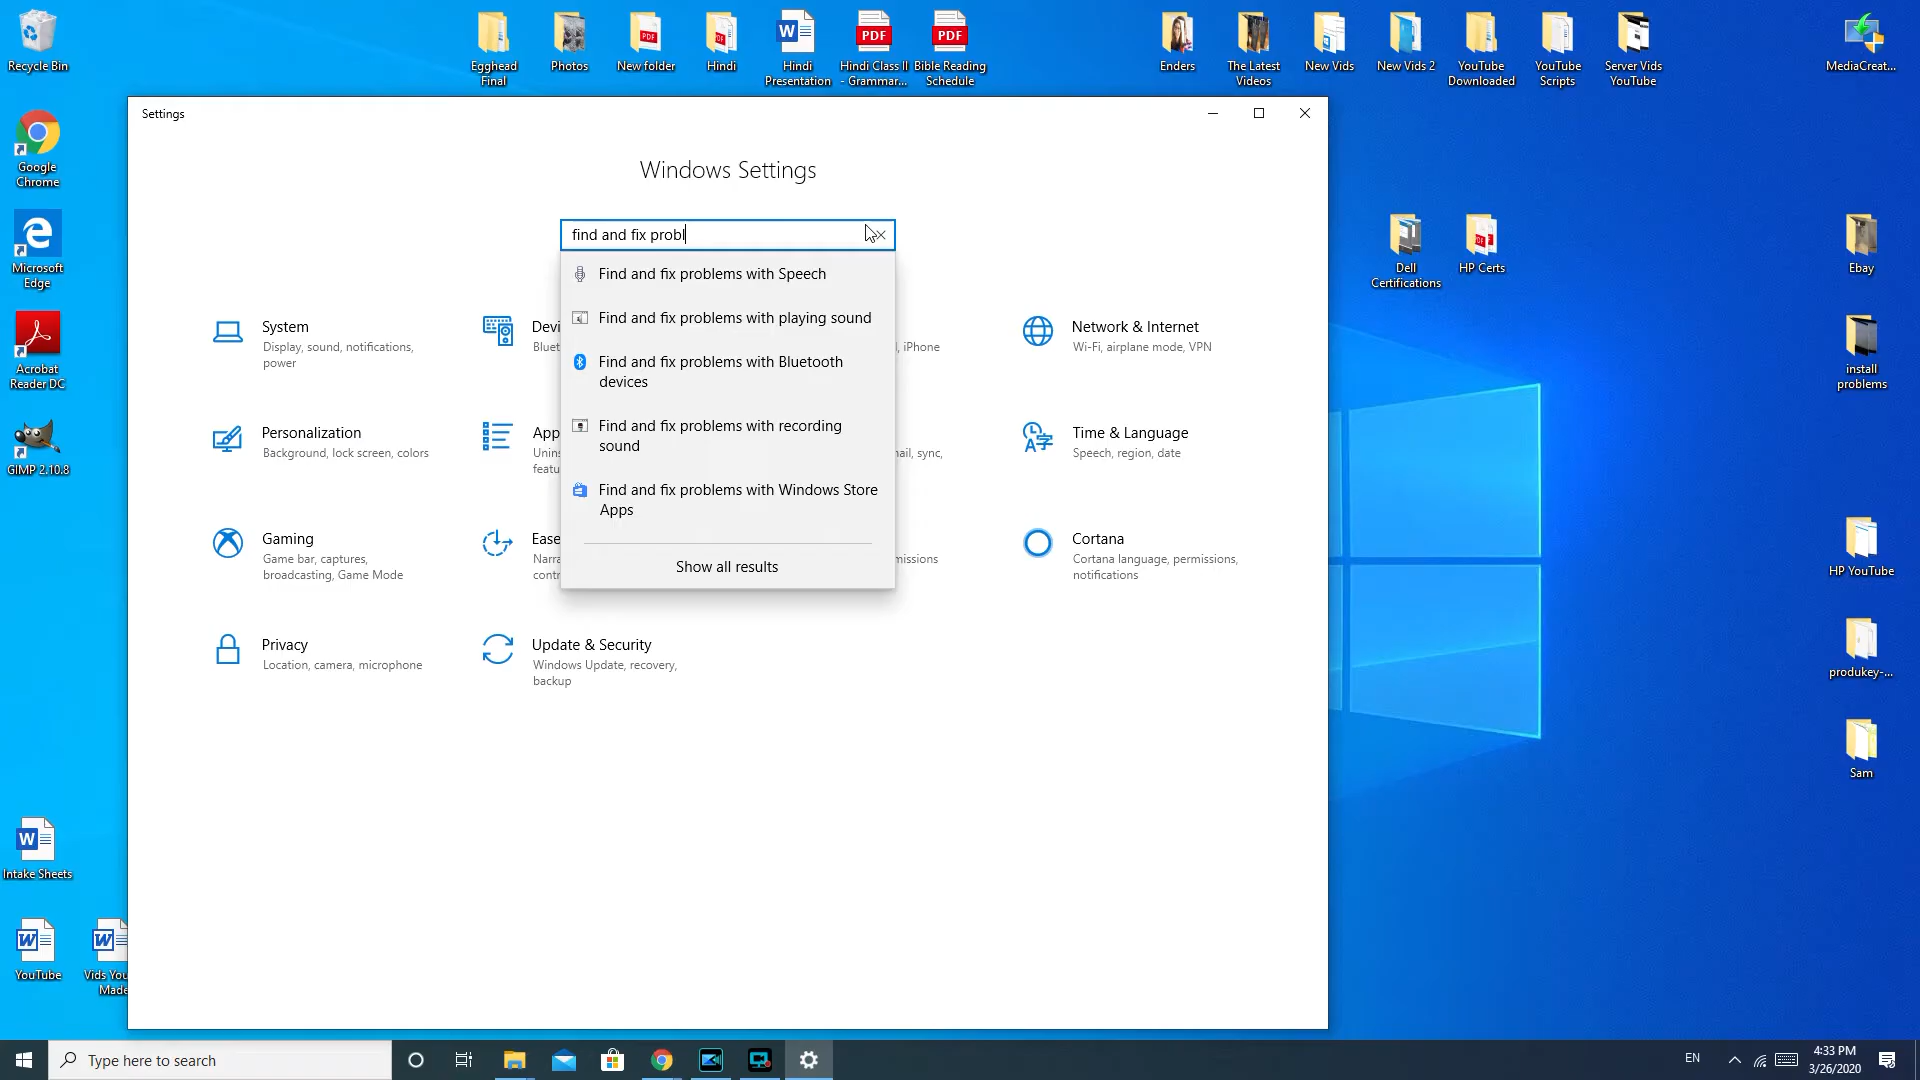 Recycle Bin
Egghead
Final
Photos
New folder
PDF
Hindi
Hindi
Presentation
PDF
Hindi Class II
- Grammar...
PDF
Bible Reading
Schedule
Enders
The Latest
Videos
New Vids
New Vids 2
YouTube
Downloaded
YouTube
Scripts
Server Vids
YouTube
MediaCreat...
Google
Chrome
Microsoft
Edge
Acrobat
Reader DC
GIMP 2.10.8
Intake Sheets
YouTube
Vids You
Made
Settings
Windows Settings
find and fix probl
Find and fix problems with Speech
Find and fix problems with playing sound
Find and fix problems with Bluetooth
devices
Find and fix problems with recording
sound
Find and fix problems with Windows Store
Apps
Show all results
System
Display, sound, notifications,
power
Devi
Bluet
, iPhone
Network & Internet
Wi-Fi, airplane mode, VPN
Personalization
Background, lock screen, colors
App
Unins
featu
ail, sync,
Time & Language
Speech, region, date
Gaming
Game bar, captures,
broadcasting, Game Mode
Ease
Narra
contr
missions
Cortana
Cortana language, permissions,
notifications
Privacy
Location, camera, microphone
Update & Security
Windows Update, recovery,
backup
Dell
Certifications
HP Certs
Ebay
install
problems
HP YouTube
produkey-...
Sam
Type here to search
EN
4:33 PM
3/26/2020